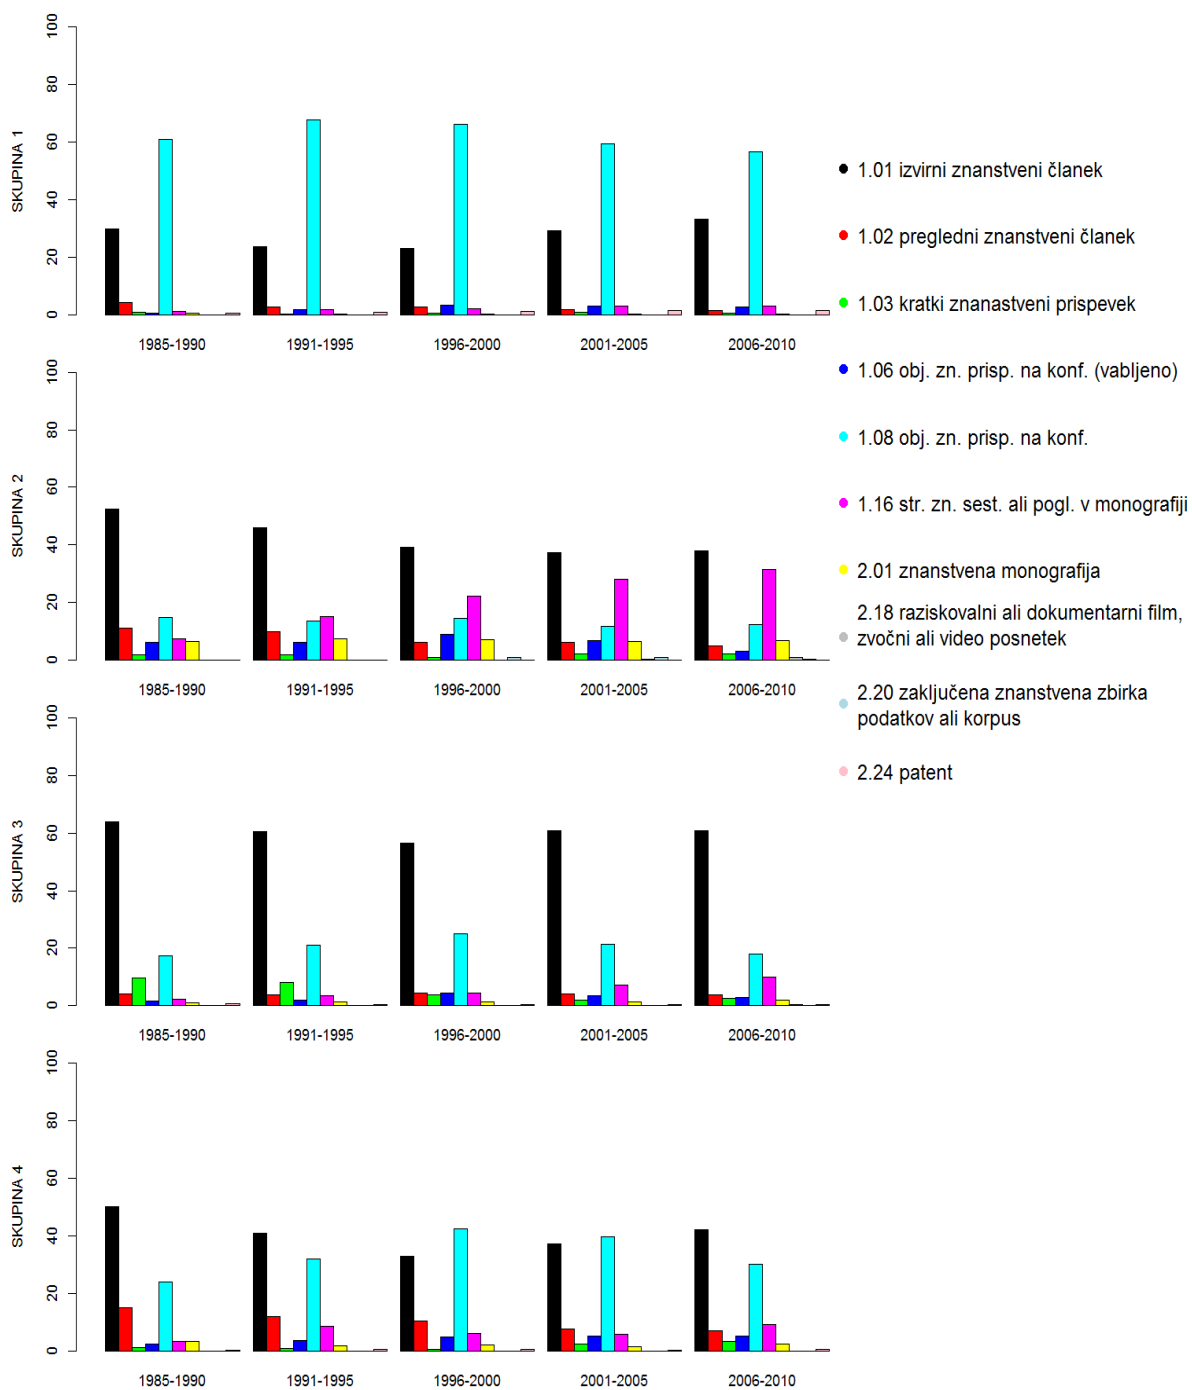 SKUPINA 1
100
80
60
40
20
0
1985-1990
1991-1995
1996-2000
2001-2005
2006-2010
SKUPINA 2
100
80
60
40
20
0
1985-1990
1991-1995
1996-2000
2001-2005
2006-2010
SKUPINA 3
100
80
60
40
20
0
1985-1990
1991-1995
1996-2000
2001-2005
2006-2010
SKUPINA 4
100
80
60
40
20
0
1985-1990
1991-1995
1996-2000
2001-2005
2006-2010
1.01 izvirni znanstveni članek
1.02 pregledni znanstveni članek
1.03 kratki znanastveni prispevek
1.06 obj. zn. prisp. na konf. (vabljeno)
1.08 obj. zn. prisp. na konf.
1.16 str. zn. sest. ali pogl. v monografiji
2.01 znanstvena monografija
2.18 raziskovalni ali dokumentarni film,
zvočni ali video posnetek
2.20 zaključena znanstvena zbirka
podatkov ali korpus
2.24 patent